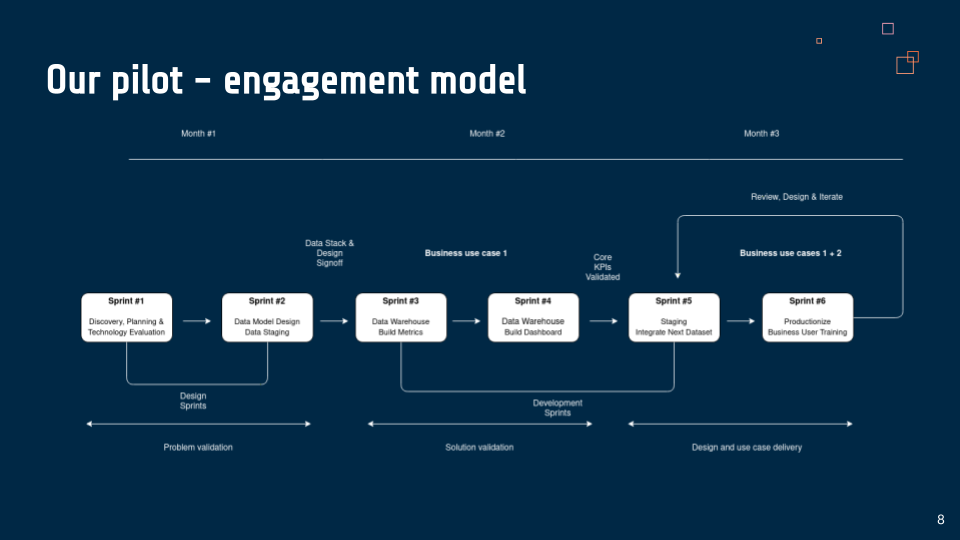 Our pilot – engagement model
Month #1
Month #2
Month #3
Review, Design & Iterate
Data Stack &
Design
Signoff
Business use case 1
Core
KPIs
Validated
Business use cases 1 + 2
Sprint #1
Discovery, Planning &
Technology Evaluation
Sprint #2
Data Model Design
Data Staging
Sprint #3
Data Warehouse
Build Metrics
Sprint #4
Data Warehouse
Build Dashboard
Sprint #5
Staging
Integrate Next Dataset
Sprint #6
Productionize
Business User Training
Design
Sprints
Development
Sprints
Problem validation
Solution validation
Design and use case delivery
8